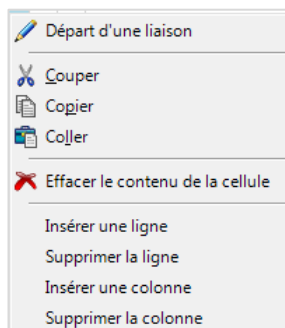 Départ d'une liaison
Couper
Copier
Coller
Effacer le contenu de la cellule
Insérer une ligne
Supprimer la ligne
Insérer une colonne
Supprimer la colonne